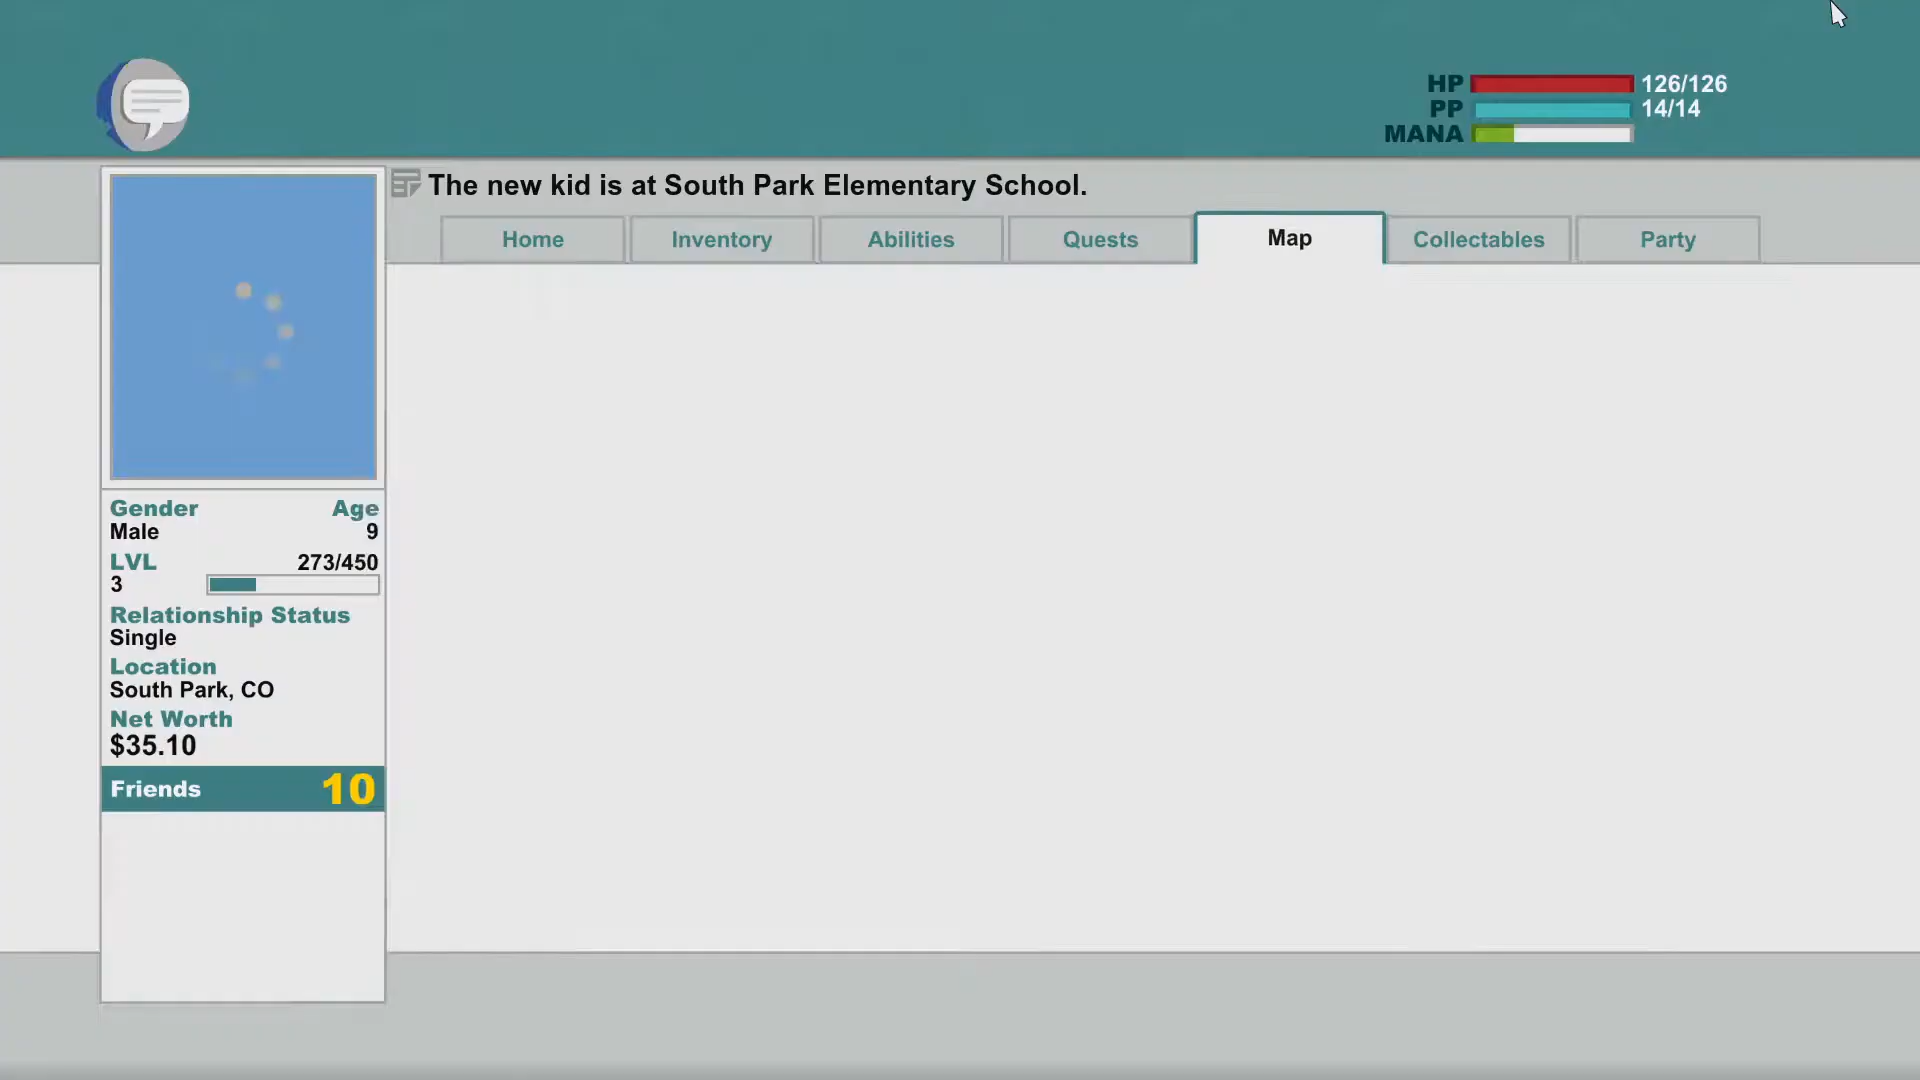 HP 126/126
PP 14/14
MANA
The new kid is at South Park Elementary School.
Home Inventory Abilities Quests Map Collectables Party
Gender Age
Male 9
LVL 273/450
3
Relationship Status
Single
Location
South Park, CO
Net Worth
$35.10
Friends 10